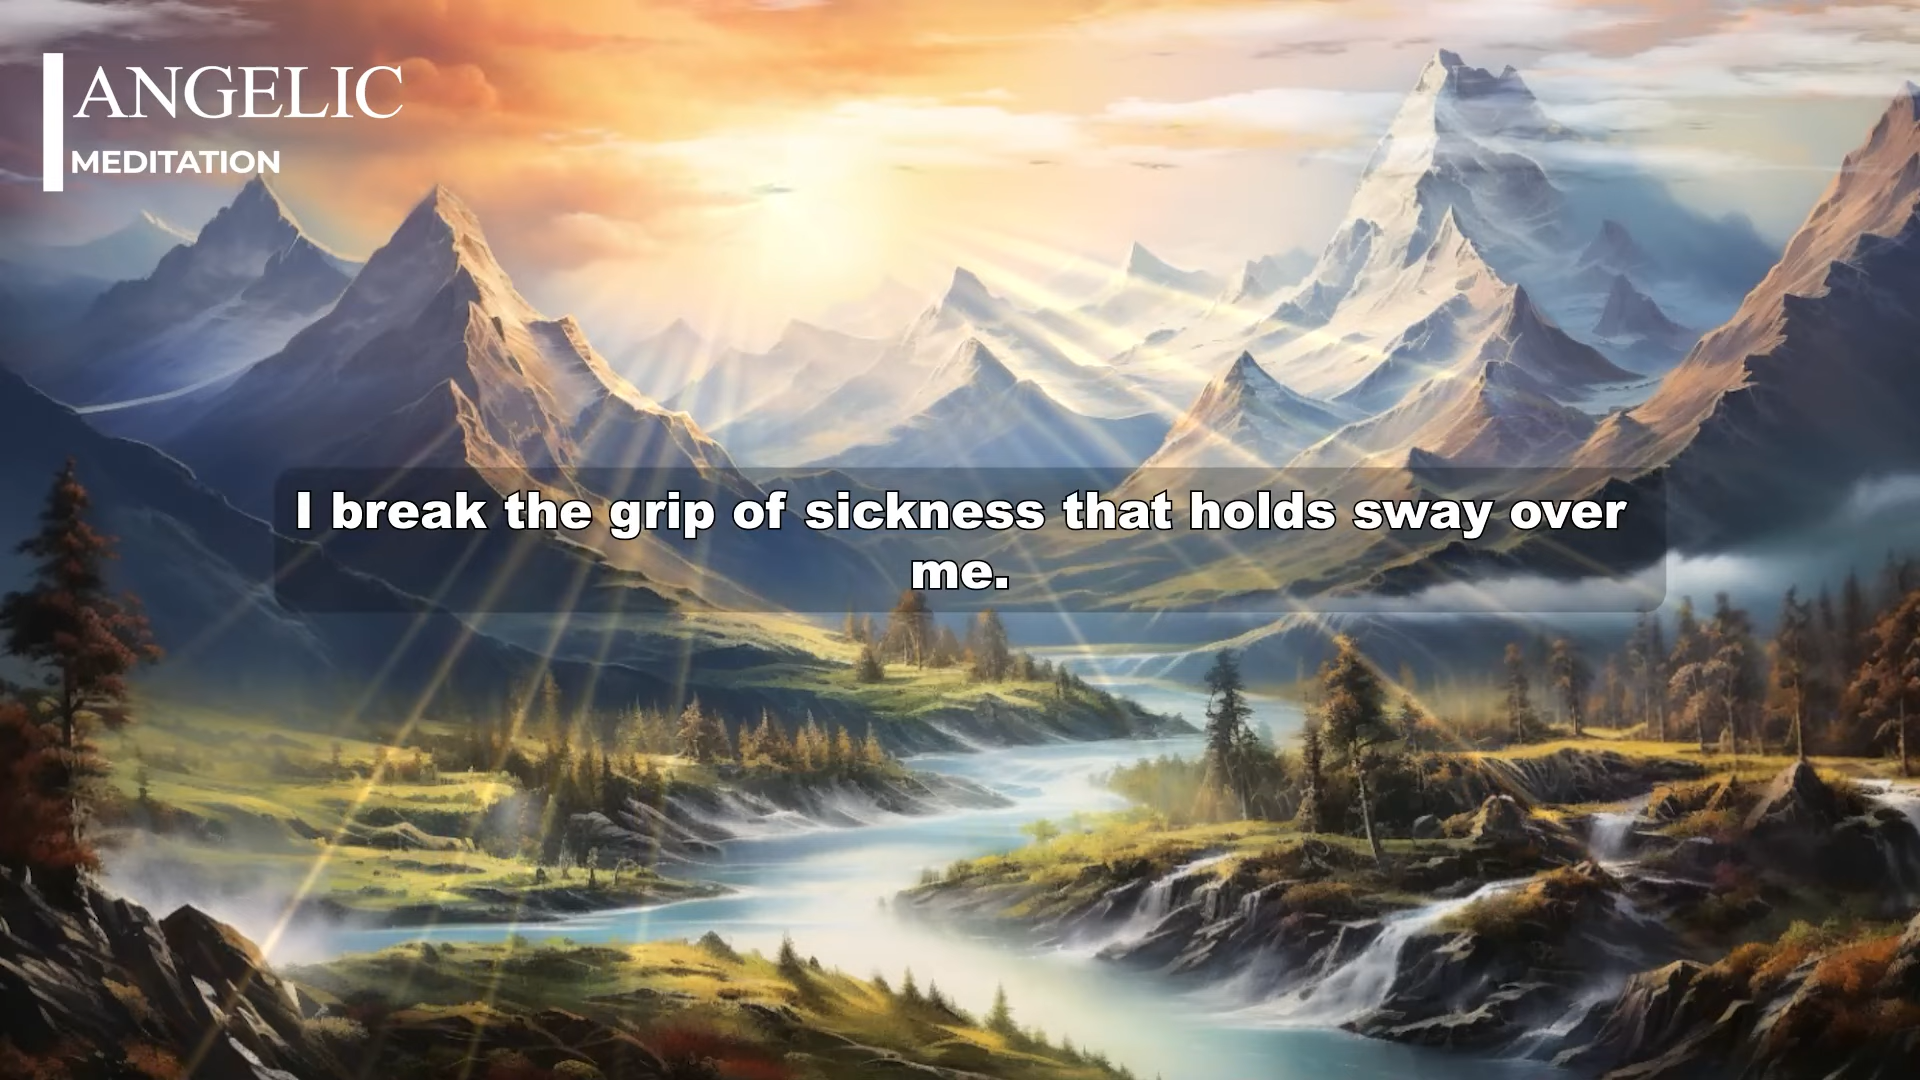 ANGELIC
MEDITATION
I break the grip of sickness that holds sway over
me.